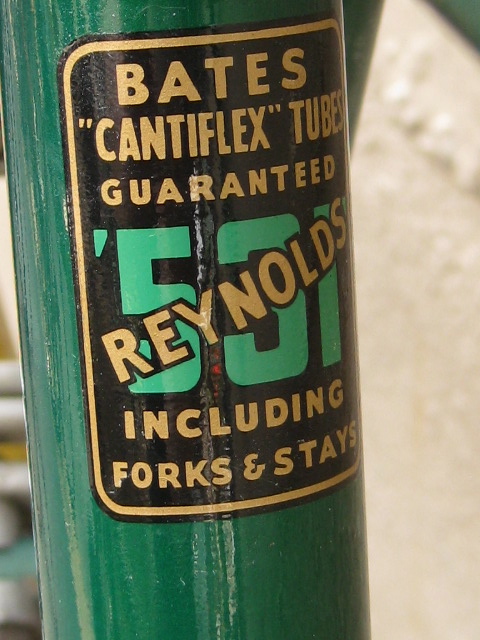 BATES
"CANTIFLEX" TUBES
GUARANTEED
'531'
REYNOLDS
INCLUDING
FORKS & STAYS